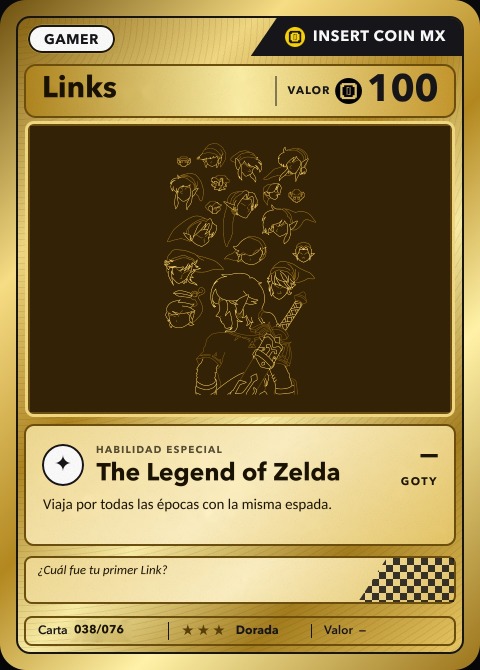 GAMER
INSERT COIN MX
Links
VALOR 100
HABILIDAD ESPECIAL
The Legend of Zelda
—
GOTY
Viaja por todas las épocas con la misma espada.
¿Cuál fue tu primer Link?
Carta 038/076 ★ ★ ★ Dorada Valor —